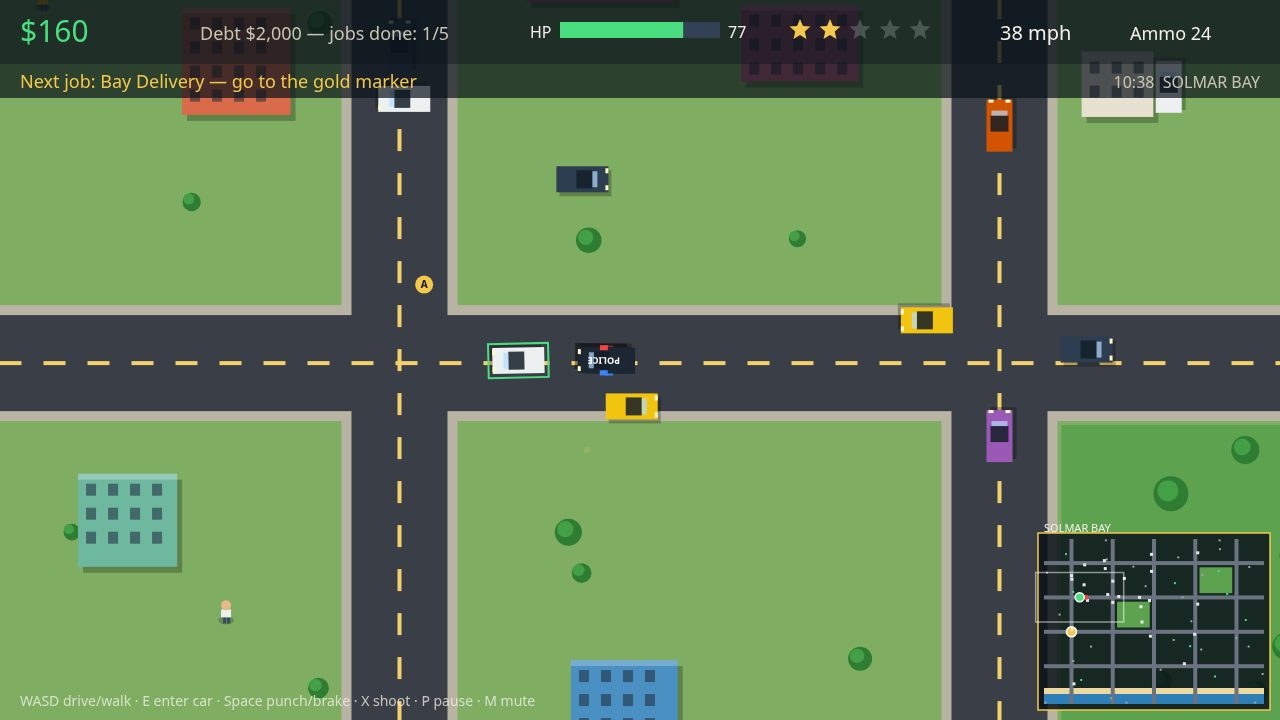 $160
Debt $2,000 — jobs done: 1/5
HP 77
38 mph
Ammo 24
Next job: Bay Delivery — go to the gold marker
10:38 SOLMAR BAY
A
POLICE
SOLMAR BAY
WASD drive/walk · E enter car · Space punch/brake · X shoot · P pause · M mute